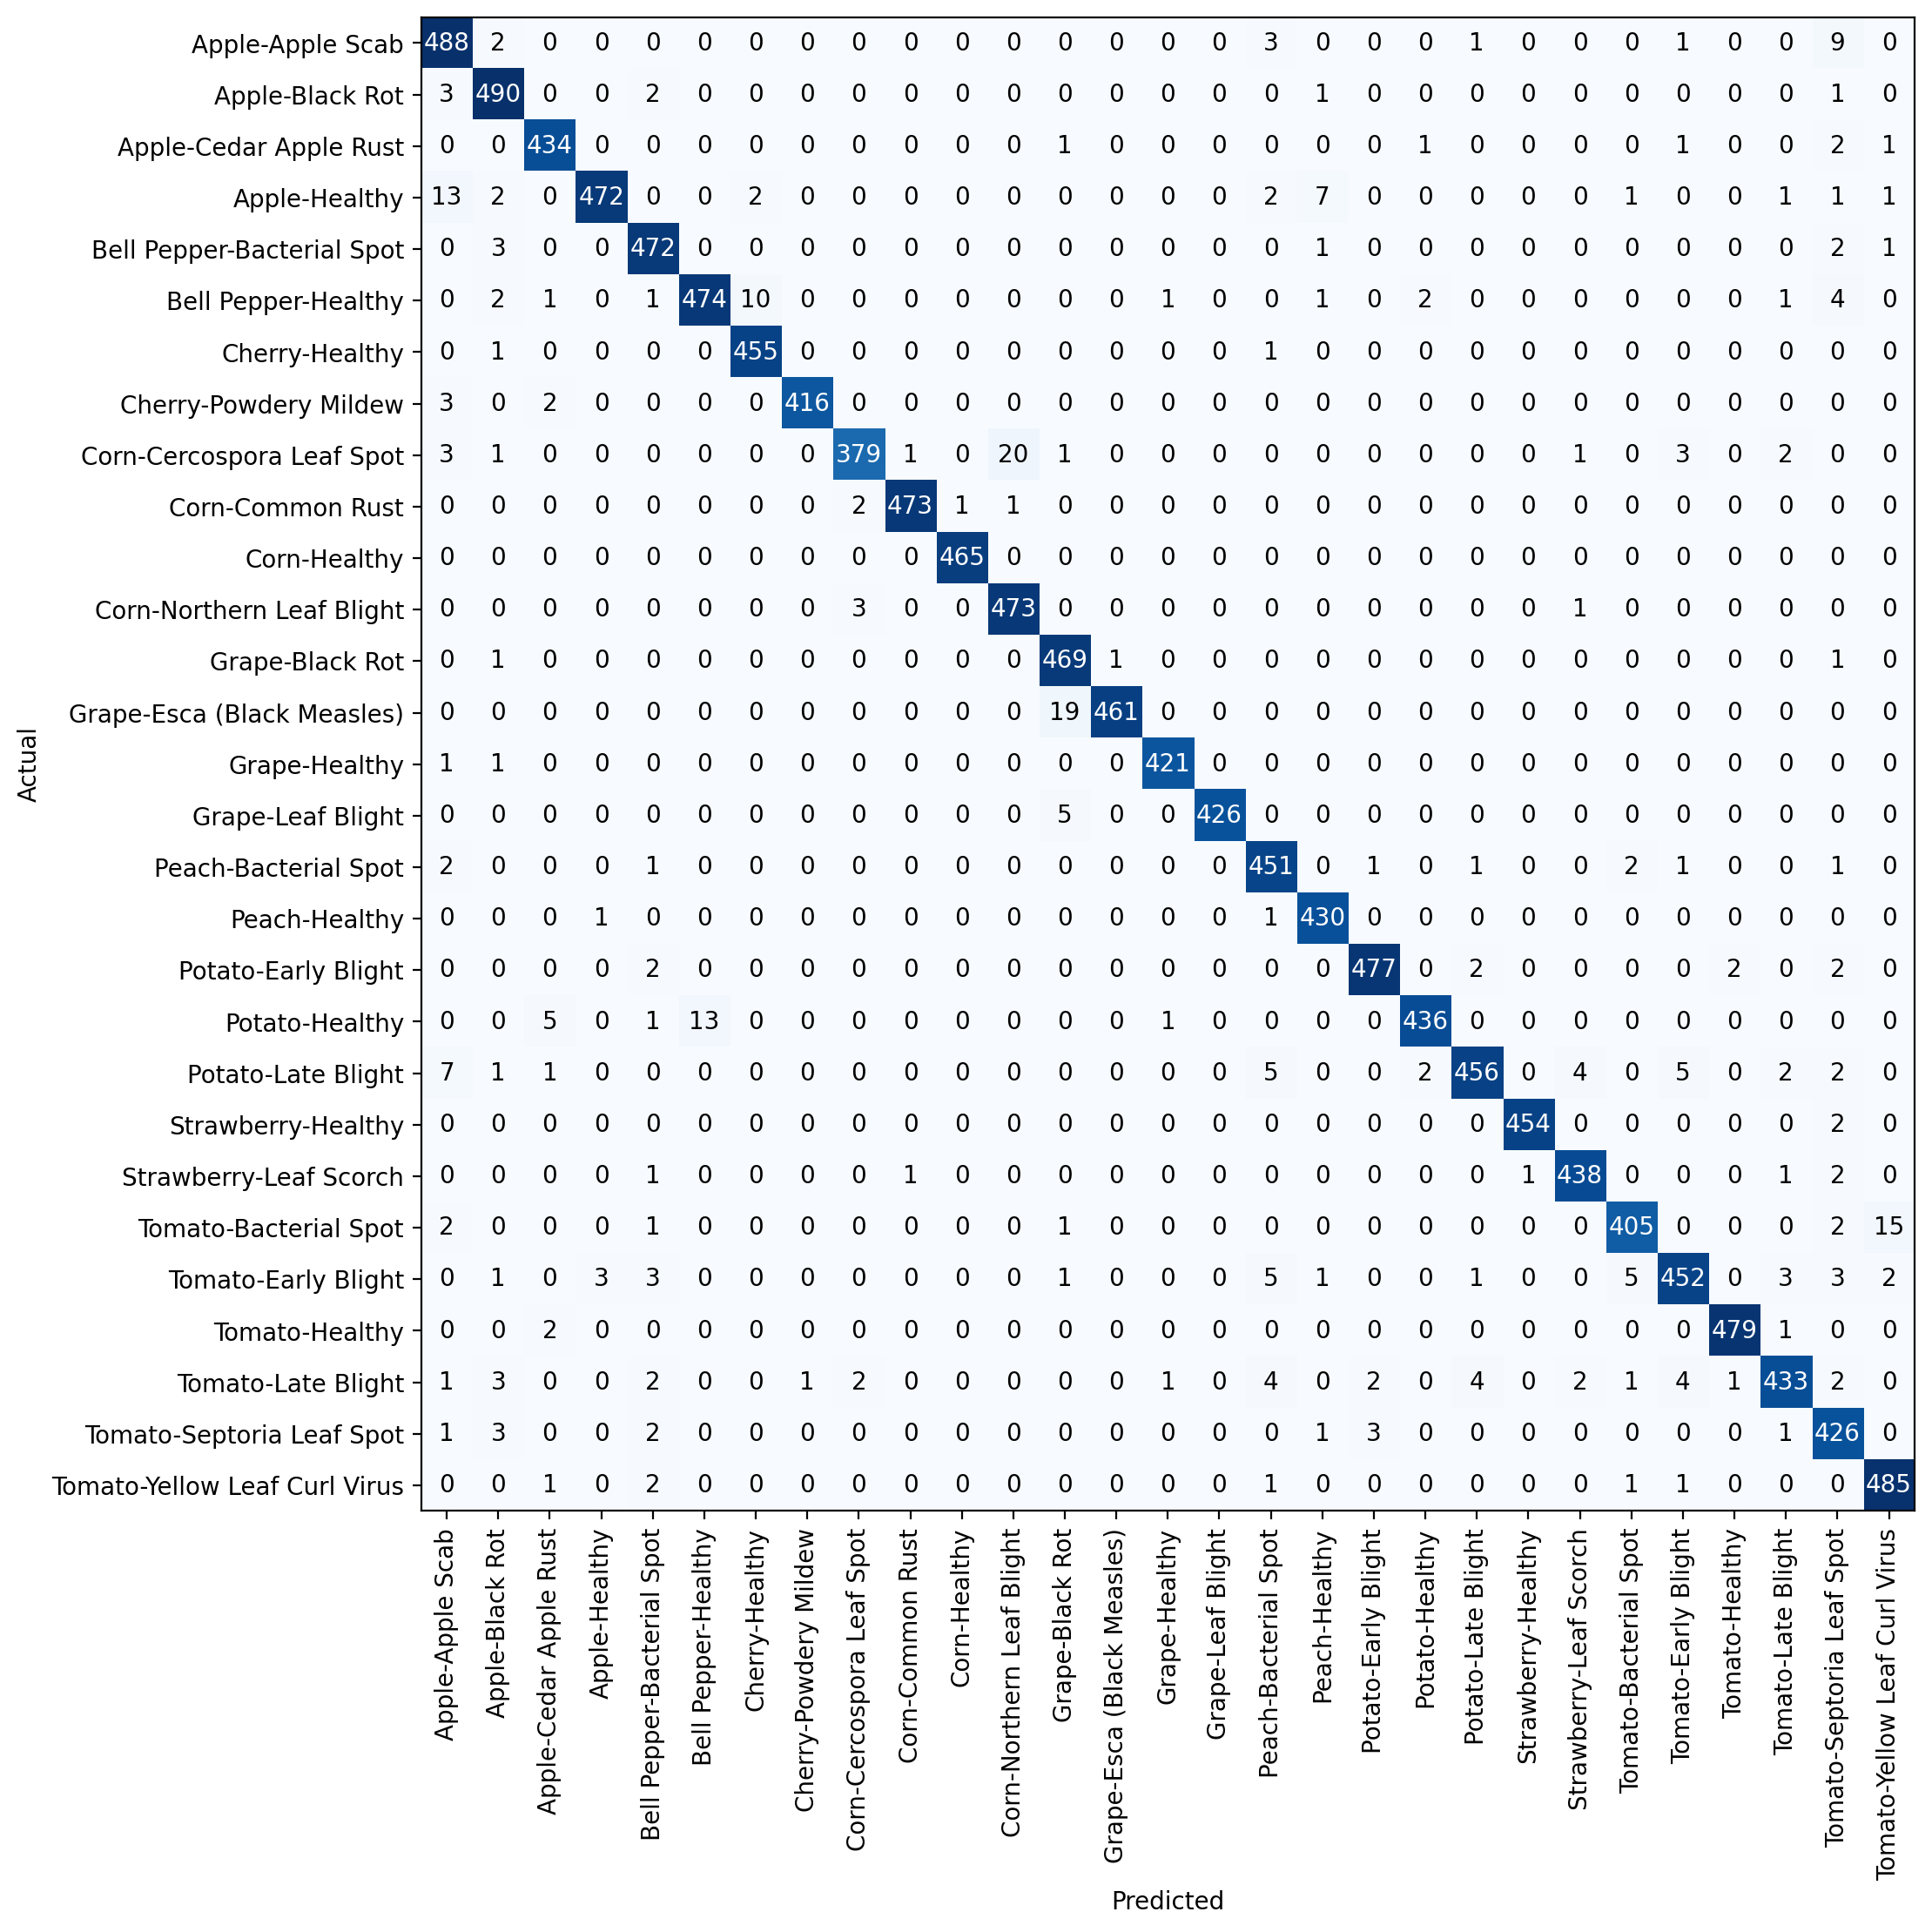 Apple-Apple Scab 488 2 0 0 0 0 0 0 0 0 0 0 0 0 0 0 3 0 0 0 1 0 0 0 1 0 0 9 0
Apple-Black Rot 3 490 0 0 2 0 0 0 0 0 0 0 0 0 0 0 0 1 0 0 0 0 0 0 0 0 0 1 0
Apple-Cedar Apple Rust 0 0 434 0 0 0 0 0 0 0 0 0 1 0 0 0 0 0 0 1 0 0 0 0 1 0 0 2 1
Apple-Healthy 13 2 0 472 0 0 2 0 0 0 0 0 0 0 0 0 2 7 0 0 0 0 0 1 0 0 1 1 1
Bell Pepper-Bacterial Spot 0 3 0 0 472 0 0 0 0 0 0 0 0 0 0 0 0 1 0 0 0 0 0 0 0 0 0 2 1
Bell Pepper-Healthy 0 2 1 0 1 474 10 0 0 0 0 0 0 0 1 0 0 1 0 2 0 0 0 0 0 0 1 4 0
Cherry-Healthy 0 1 0 0 0 0 455 0 0 0 0 0 0 0 0 0 1 0 0 0 0 0 0 0 0 0 0 0 0
Cherry-Powdery Mildew 3 0 2 0 0 0 0 416 0 0 0 0 0 0 0 0 0 0 0 0 0 0 0 0 0 0 0 0 0
Corn-Cercospora Leaf Spot 3 1 0 0 0 0 0 0 379 1 0 20 1 0 0 0 0 0 0 0 0 0 1 0 3 0 2 0 0
Corn-Common Rust 0 0 0 0 0 0 0 0 2 473 1 1 0 0 0 0 0 0 0 0 0 0 0 0 0 0 0 0 0
Corn-Healthy 0 0 0 0 0 0 0 0 0 0 465 0 0 0 0 0 0 0 0 0 0 0 0 0 0 0 0 0 0
Corn-Northern Leaf Blight 0 0 0 0 0 0 0 0 3 0 0 473 0 0 0 0 0 0 0 0 0 0 1 0 0 0 0 0 0
Grape-Black Rot 0 1 0 0 0 0 0 0 0 0 0 0 469 1 0 0 0 0 0 0 0 0 0 0 0 0 0 1 0
Grape-Esca (Black Measles) 0 0 0 0 0 0 0 0 0 0 0 0 19 461 0 0 0 0 0 0 0 0 0 0 0 0 0 0 0
Grape-Healthy 1 1 0 0 0 0 0 0 0 0 0 0 0 0 421 0 0 0 0 0 0 0 0 0 0 0 0 0 0
Grape-Leaf Blight 0 0 0 0 0 0 0 0 0 0 0 0 5 0 0 426 0 0 0 0 0 0 0 0 0 0 0 0 0
Peach-Bacterial Spot 2 0 0 0 1 0 0 0 0 0 0 0 0 0 0 0 451 0 1 0 1 0 0 2 1 0 0 1 0
Peach-Healthy 0 0 0 1 0 0 0 0 0 0 0 0 0 0 0 0 1 430 0 0 0 0 0 0 0 0 0 0 0
Potato-Early Blight 0 0 0 0 2 0 0 0 0 0 0 0 0 0 0 0 0 0 477 0 2 0 0 0 0 2 0 2 0
Potato-Healthy 0 0 5 0 1 13 0 0 0 0 0 0 0 0 1 0 0 0 0 436 0 0 0 0 0 0 0 0 0
Potato-Late Blight 7 1 1 0 0 0 0 0 0 0 0 0 0 0 0 0 5 0 0 2 456 0 4 0 5 0 2 2 0
Strawberry-Healthy 0 0 0 0 0 0 0 0 0 0 0 0 0 0 0 0 0 0 0 0 0 454 0 0 0 0 0 2 0
Strawberry-Leaf Scorch 0 0 0 0 1 0 0 0 0 1 0 0 0 0 0 0 0 0 0 0 0 1 438 0 0 0 1 2 0
Tomato-Bacterial Spot 2 0 0 0 1 0 0 0 0 0 0 0 1 0 0 0 0 0 0 0 0 0 0 405 0 0 0 2 15
Tomato-Early Blight 0 1 0 3 3 0 0 0 0 0 0 0 1 0 0 0 5 1 0 0 1 0 0 5 452 0 3 3 2
Tomato-Healthy 0 0 2 0 0 0 0 0 0 0 0 0 0 0 0 0 0 0 0 0 0 0 0 0 0 479 1 0 0
Tomato-Late Blight 1 3 0 0 2 0 0 1 2 0 0 0 0 0 1 0 4 0 2 0 4 0 2 1 4 1 433 2 0
Tomato-Septoria Leaf Spot 1 3 0 0 2 0 0 0 0 0 0 0 0 0 0 0 0 1 3 0 0 0 0 0 0 0 1 426 0
Tomato-Yellow Leaf Curl Virus 0 0 1 0 2 0 0 0 0 0 0 0 0 0 0 0 1 0 0 0 0 0 0 1 1 0 0 0 485
Actual
Apple-Apple Scab
Apple-Black Rot
Apple-Cedar Apple Rust
Apple-Healthy
Bell Pepper-Bacterial Spot
Bell Pepper-Healthy
Cherry-Healthy
Cherry-Powdery Mildew
Corn-Cercospora Leaf Spot
Corn-Common Rust
Corn-Healthy
Corn-Northern Leaf Blight
Grape-Black Rot
Grape-Esca (Black Measles)
Grape-Healthy
Grape-Leaf Blight
Peach-Bacterial Spot
Peach-Healthy
Potato-Early Blight
Potato-Healthy
Potato-Late Blight
Strawberry-Healthy
Strawberry-Leaf Scorch
Tomato-Bacterial Spot
Tomato-Early Blight
Tomato-Healthy
Tomato-Late Blight
Tomato-Septoria Leaf Spot
Tomato-Yellow Leaf Curl Virus
Predicted